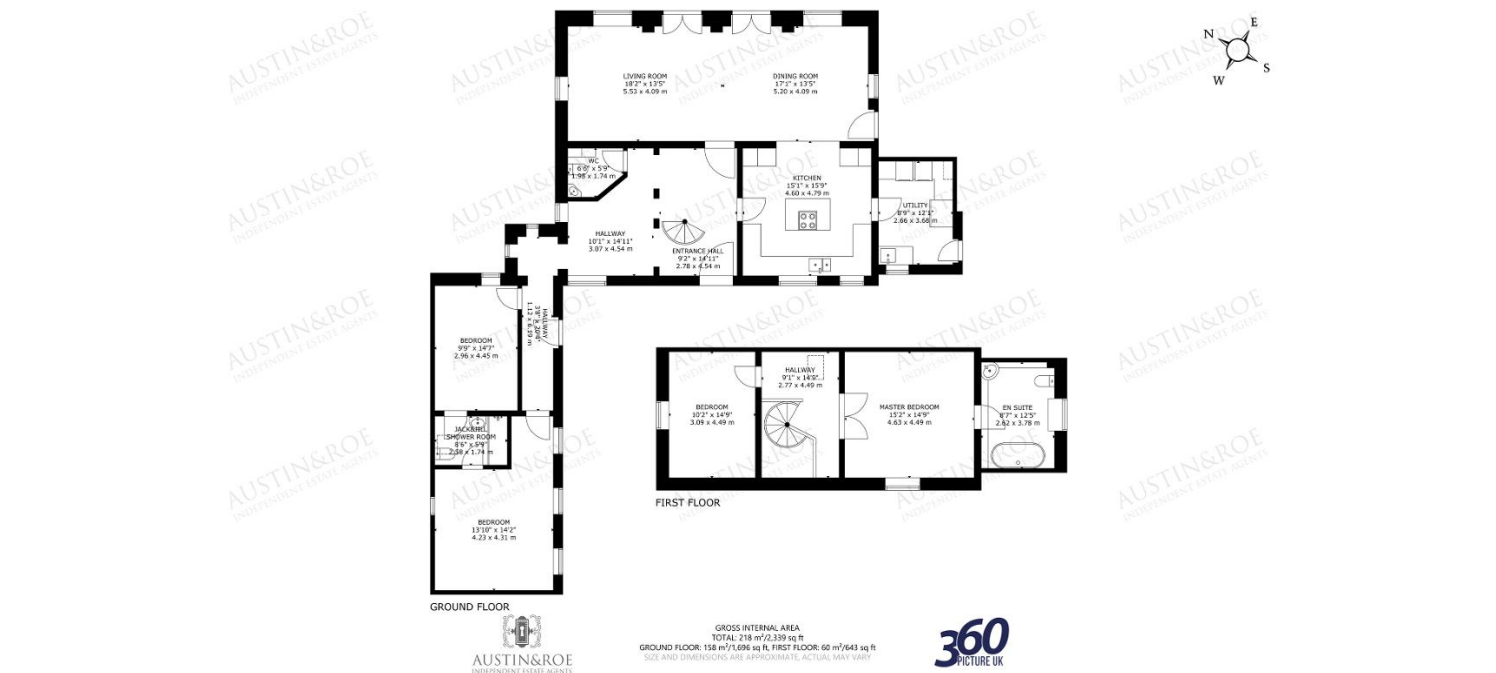 LIVING ROOM
18'2" x 13'5"
5.53 x 4.09 m
DINING ROOM
17'1" x 13'5"
5.20 x 4.09 m
N
E
S
W
WC
6'6" x 5'9"
1.98 x 1.74 m
KITCHEN
15'1" x 15'9"
4.60 x 4.79 m
UTILITY
8'9" x 12'1"
2.66 x 3.68 m
HALLWAY
10'1" x 14'11"
3.07 x 4.54 m
ENTRANCE HALL
9'2" x 14'11"
2.78 x 4.54 m
HALLWAY
BEDROOM
9'9" x 14'7"
2.96 x 4.45 m
JACK&JILL
SHOWER ROOM
8'6" x 5'9"
2.58 x 1.74 m
BEDROOM
13'10" x 14'2"
4.23 x 4.31 m
GROUND FLOOR
BEDROOM
10'2" x 14'9"
3.09 x 4.49 m
HALLWAY
9'1" x 14'9"
2.77 x 4.49 m
MASTER BEDROOM
15'2" x 14'9"
4.63 x 4.49 m
EN SUITE
8'7" x 12'5"
2.62 x 3.78 m
FIRST FLOOR
AUSTIN&ROE
INDEPENDENT ESTATE AGENTS
GROSS INTERNAL AREA
TOTAL: 218 m²/2,339 sq ft
GROUND FLOOR: 158 m²/1,696 sq ft, FIRST FLOOR: 60 m²/643 sq ft
SIZE AND DIMENSIONS ARE APPROXIMATE, ACTUAL MAY VARY
360
PICTURE UK